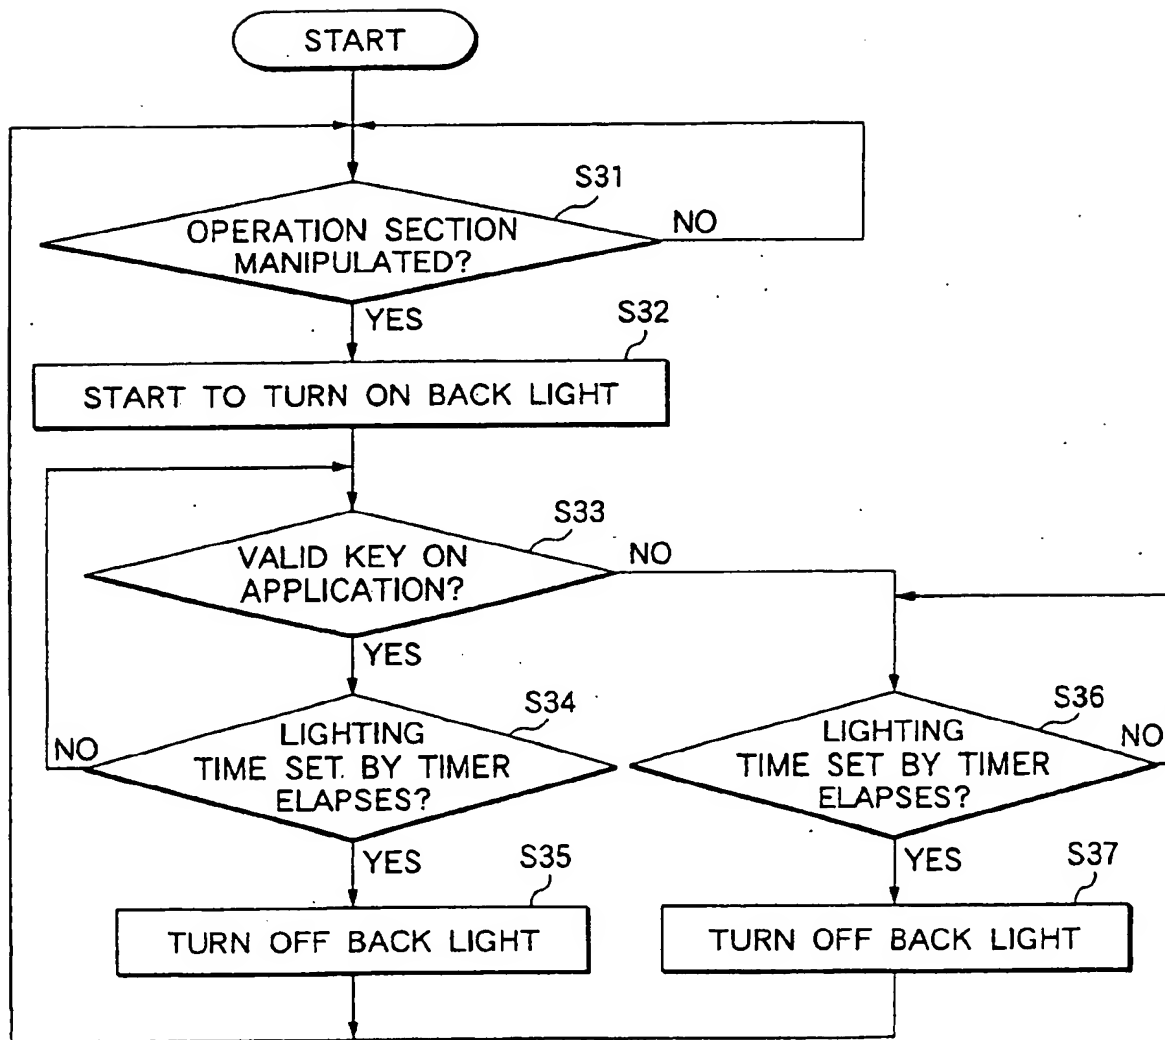 START
S31
OPERATION SECTION
MANIPULATED?
NO
YES
S32
START TO TURN ON BACK LIGHT
S33
VALID KEY ON
APPLICATION?
NO
YES
S34
LIGHTING
TIME SET. BY TIMER
ELAPSES?
NO
YES
S36
LIGHTING
TIME SET BY TIMER
ELAPSES?
NO
YES
S35
TURN OFF BACK LIGHT
S37
TURN OFF BACK LIGHT